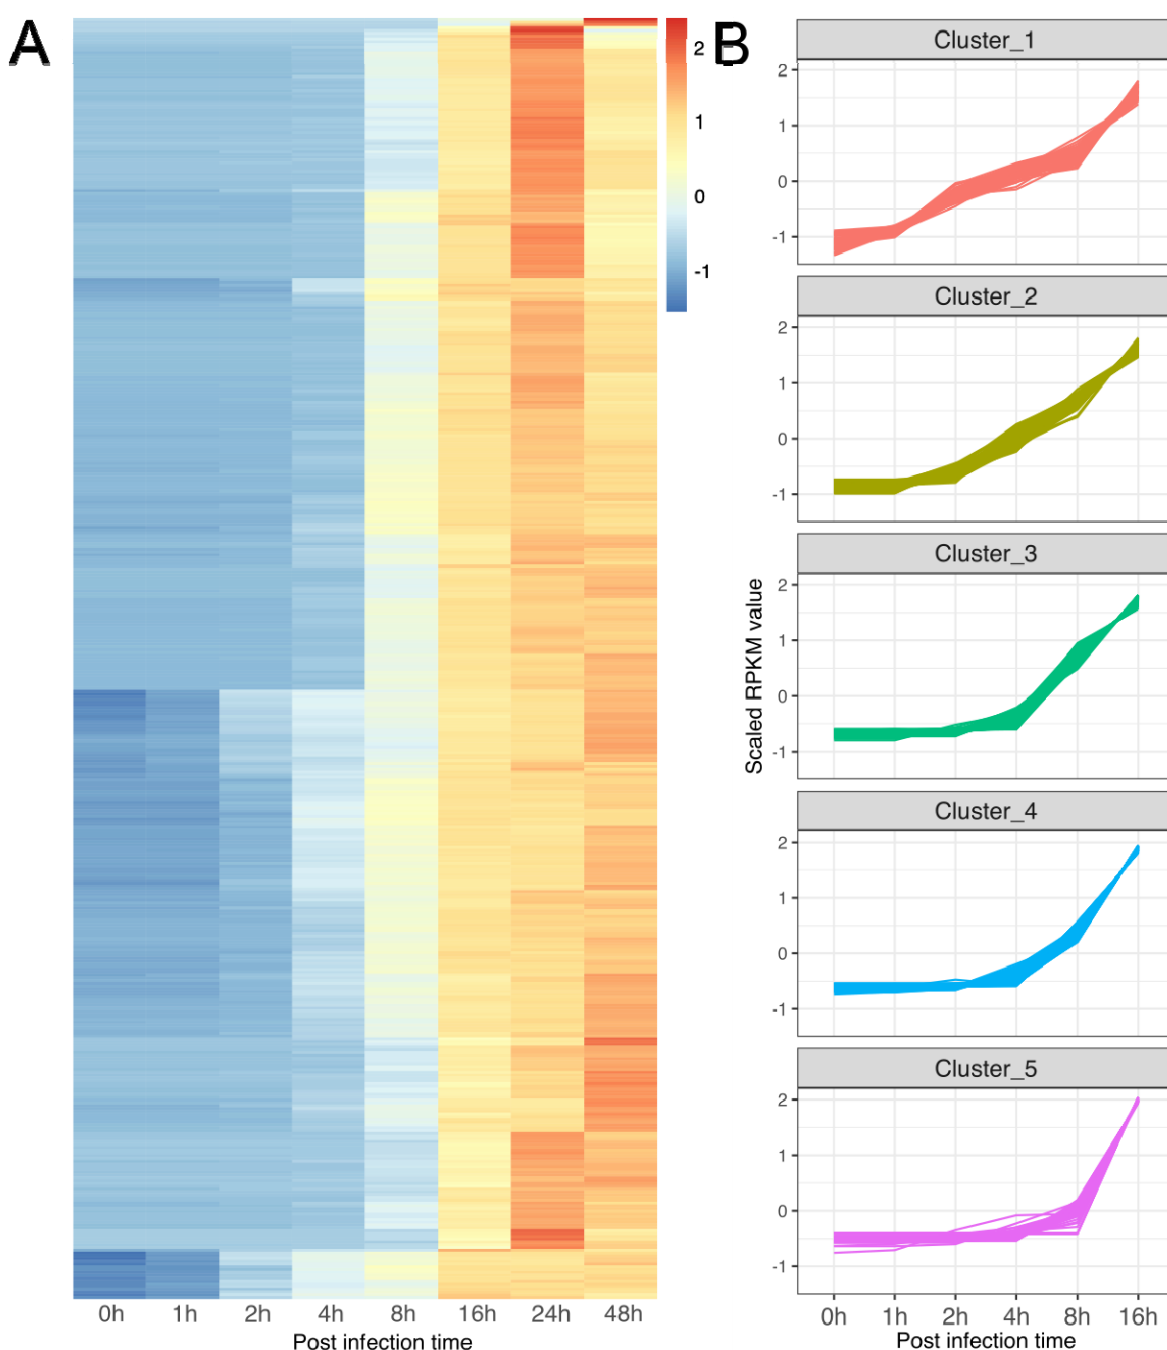 A
2
1
0
-1
0h 1h 2h 4h 8h 16h 24h 48h
Post infection time
B
Scaled RPKM value
Cluster_1
2
1
0
-1
Cluster_2
2
1
0
-1
Cluster_3
2
1
0
-1
Cluster_4
2
1
0
-1
Cluster_5
2
1
0
-1
0h 1h 2h 4h 8h 16h
Post infection time